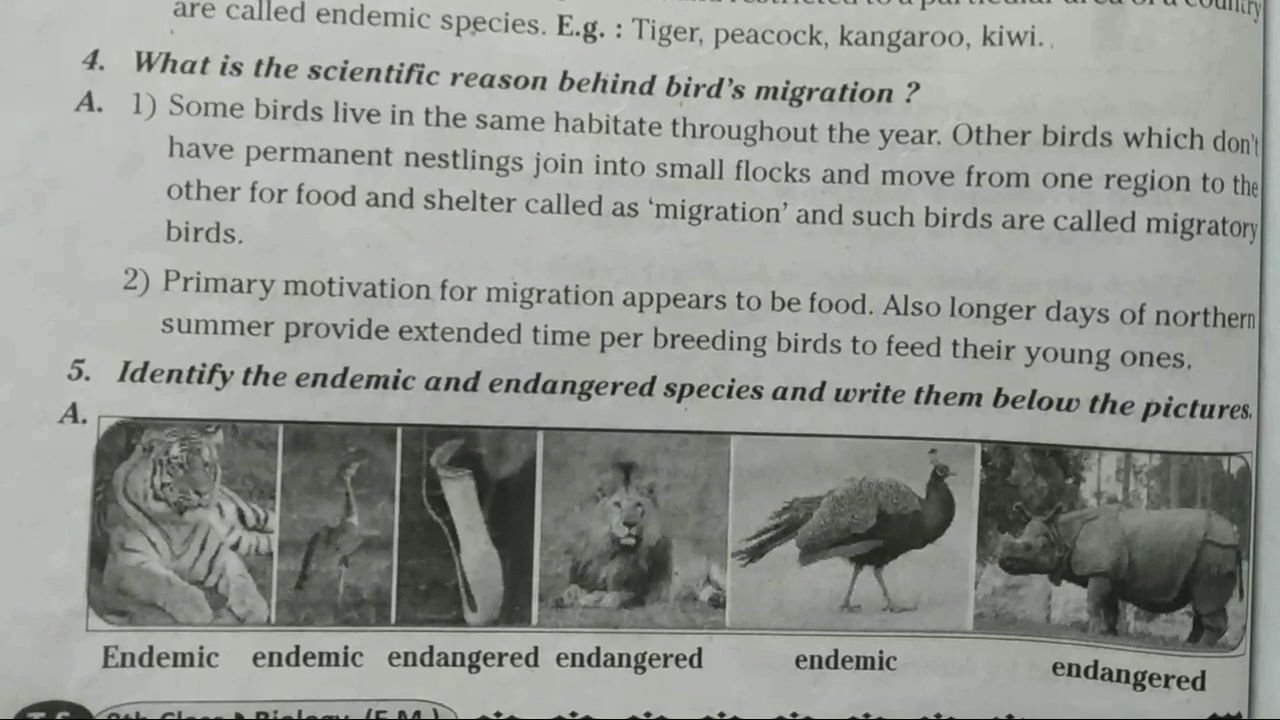 are called endemic species. E.g. : Tiger, peacock, kangaroo, kiwi. .
4. What is the scientific reason behind bird's migration ?
A. 1) Some birds live in the same habitate throughout the year. Other birds which don't
have permanent nestlings join into small flocks and move from one region to the
other for food and shelter called as 'migration' and such birds are called migratory
birds.
2) Primary motivation for migration appears to be food. Also longer days of northern
summer provide extended time per breeding birds to feed their young ones.
5. Identify the endemic and endangered species and write them below the pictures.
A.
Endemic endemic endangered endangered endemic endangered
8th Class Biology (E.M.)